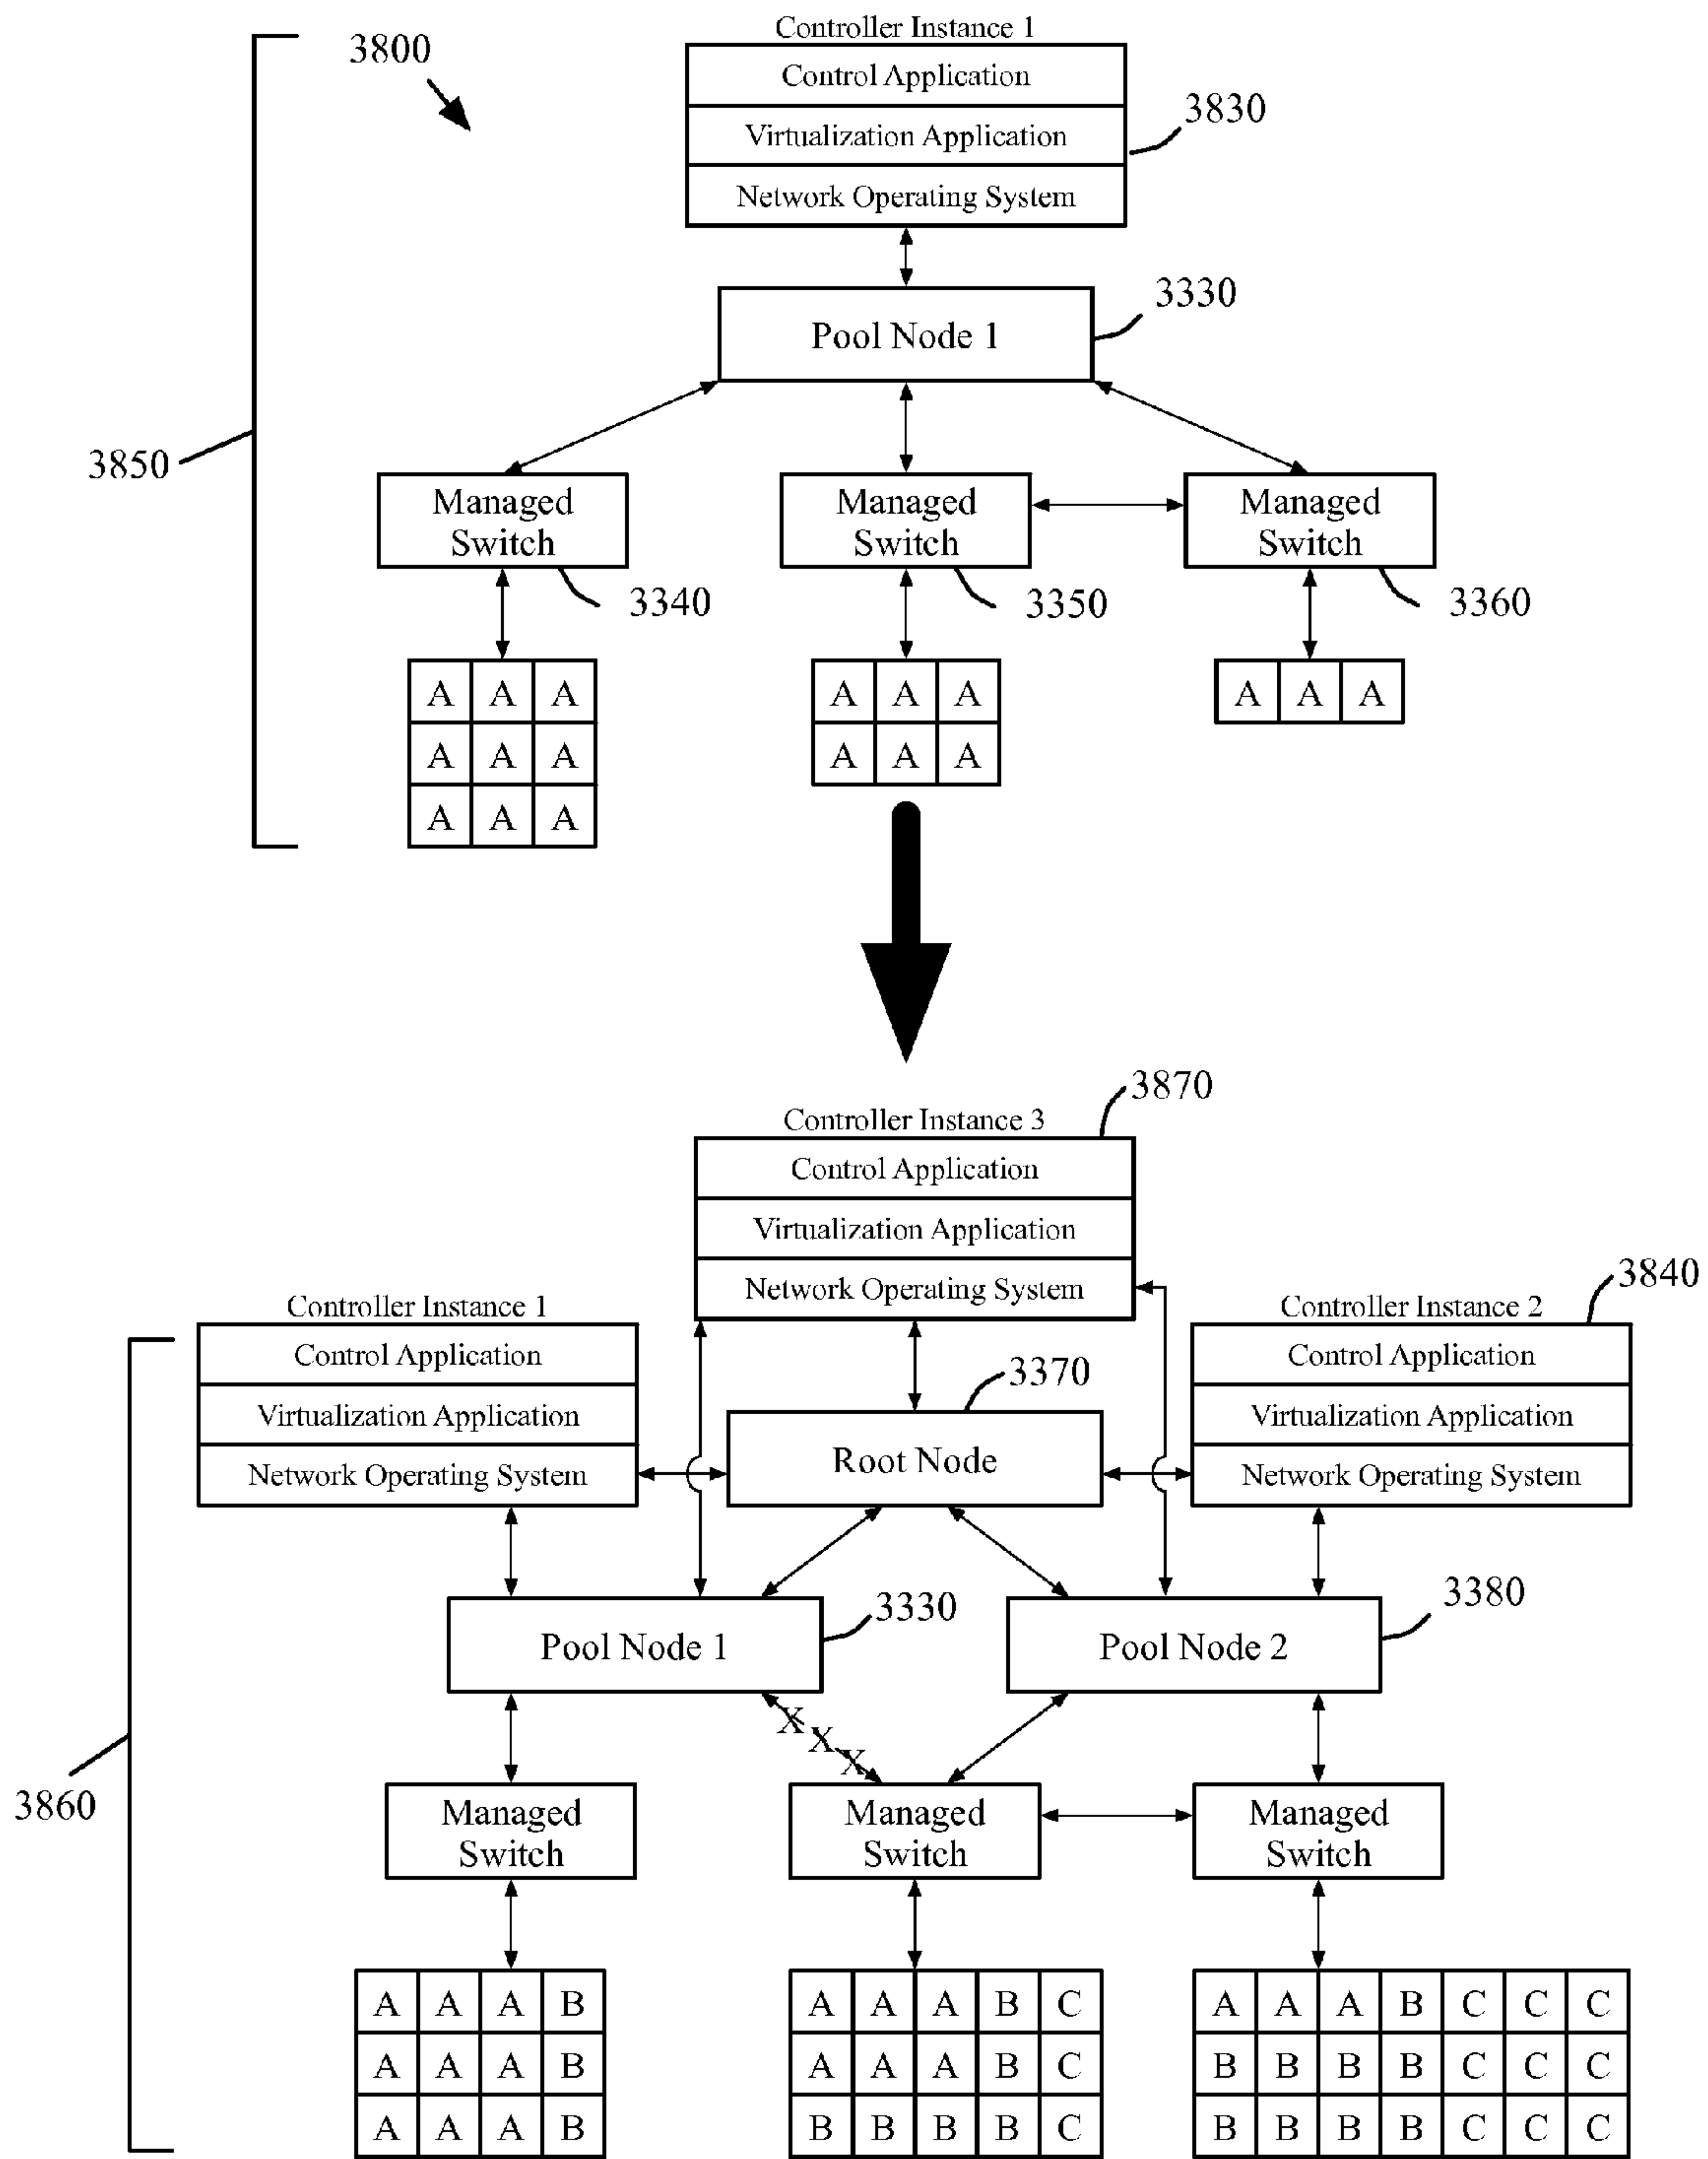 Controller Instance 1
3800
Control Application
3830
Virtualization Application
Network Operating System
3330
Pool Node 1
3850
Managed Switch
Managed Switch
Managed Switch
3340
3350
3360
A A A
A A A
A A A
A A A
A A A
A A A
3870
Controller Instance 3
Control Application
Virtualization Application
Network Operating System
3840
Controller Instance 1
Controller Instance 2
Control Application
Control Application
3370
Virtualization Application
Root Node
Virtualization Application
Network Operating System
Network Operating System
3330
3380
Pool Node 1
Pool Node 2
X
X
X
3860
Managed Switch
Managed Switch
Managed Switch
A A A B
A A A B
A A A B
A A A B C
A A A B C
B B B B C
A A A B C C C
B B B B C C C
B B B B C C C